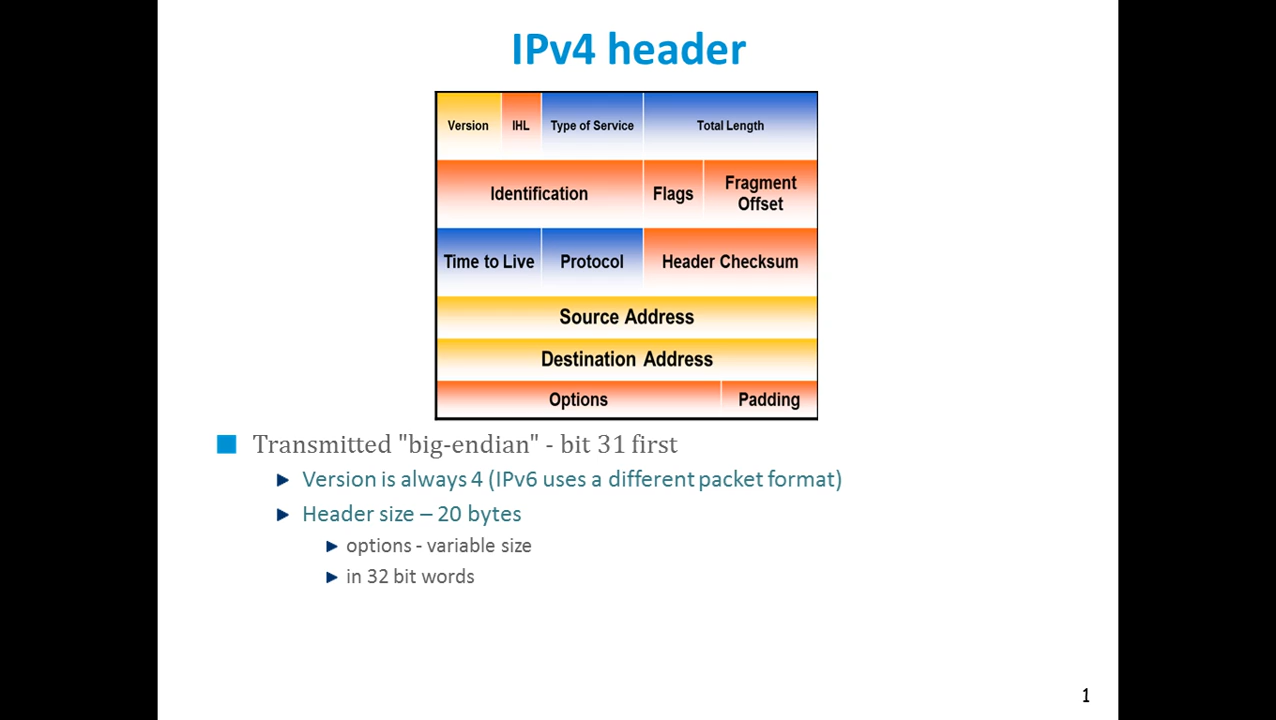 IPv4 header
Version IHL Type of Service Total Length
Identification Flags Fragment
Offset
Time to Live Protocol Header Checksum
Source Address
Destination Address
Options Padding
Transmitted "big-endian" - bit 31 first
Version is always 4 (IPv6 uses a different packet format)
Header size – 20 bytes
options - variable size
in 32 bit words
1